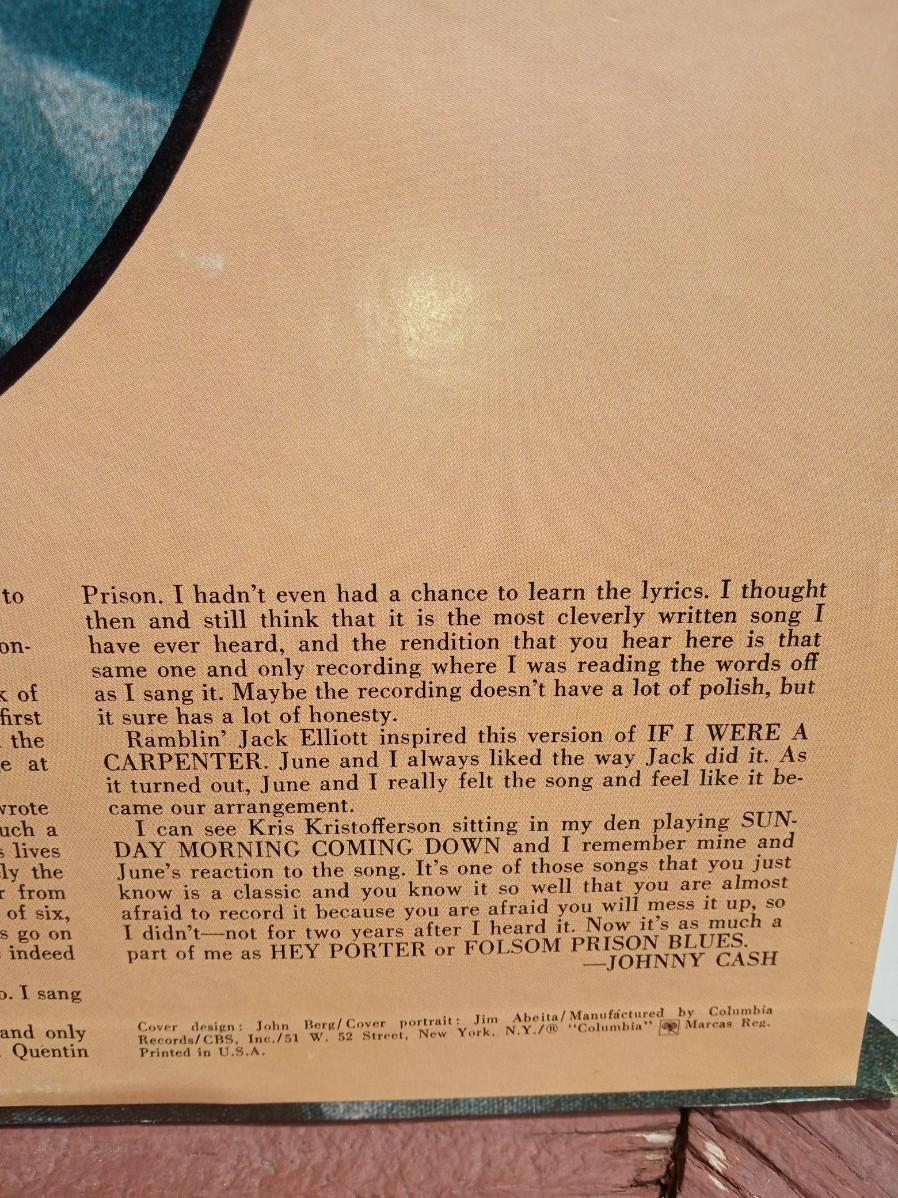 to
on-
k of
first
the
e at
wrote
uch a
s lives
ly the
r from
of six,
s go on
indeed
o. I sang
and only
Quentin
Prison. I hadn't even had a chance to learn the lyrics. I thought
then and still think that it is the most cleverly written song I
have ever heard, and the rendition that you hear here is that
same one and only recording where I was reading the words off
as I sang it. Maybe the recording doesn't have a lot of polish, but
it sure has a lot of honesty.
Ramblin' Jack Elliott inspired this version of IF I WERE A
CARPENTER. June and I always liked the way Jack did it. As
it turned out, June and I really felt the song and feel like it be-
came our arrangement.
I can see Kris Kristofferson sitting in my den playing SUN-
DAY MORNING COMING DOWN and I remember mine and
June's reaction to the song. It's one of those songs that you just
know is a classic and you know it so well that you are almost
afraid to record it because you are afraid you will mess it up, so
I didn't—not for two years after I heard it. Now it's as much a
part of me as HEY PORTER or FOLSOM PRISON BLUES.
—JOHNNY CASH
Cover design: John Berg/Cover portrait: Jim Abeita/Manufactured by Columbia
Records/CBS, Inc./51 W. 52 Street, New York, N.Y./® "Columbia" Marcas Reg.
Printed in U.S.A.